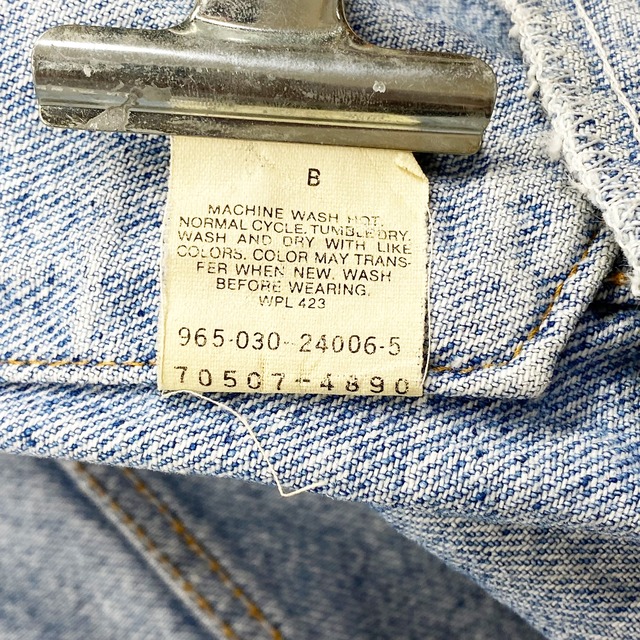 B
MACHINE WASH HOT.
NORMAL CYCLE. TUMBLE DRY.
WASH AND DRY WITH LIKE
COLORS. COLOR MAY TRANS-
FER WHEN NEW. WASH
BEFORE WEARING.
WPL 423
965-030-24006-5
70507-4890